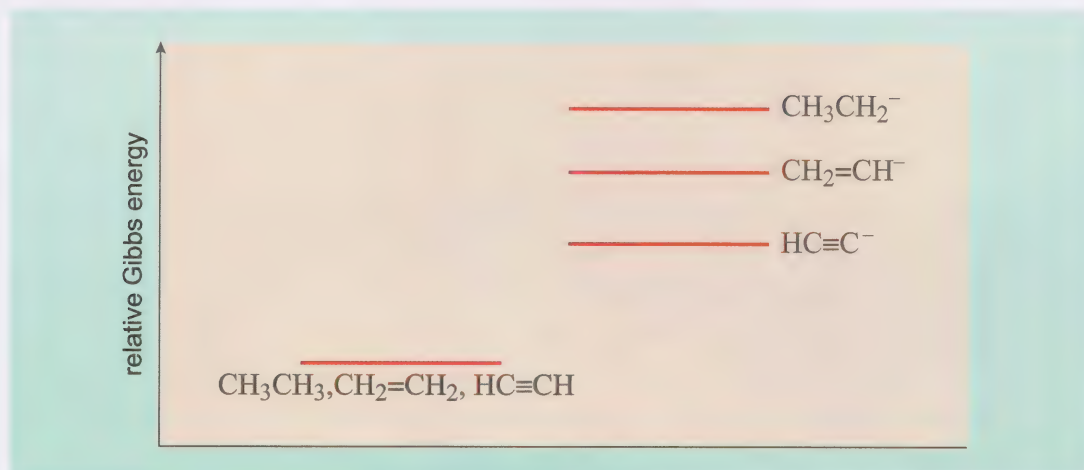 relative Gibbs energy
CH₃CH₂⁻
CH₂=CH⁻
HC≡C⁻
CH₃CH₃,CH₂=CH₂, HC≡CH